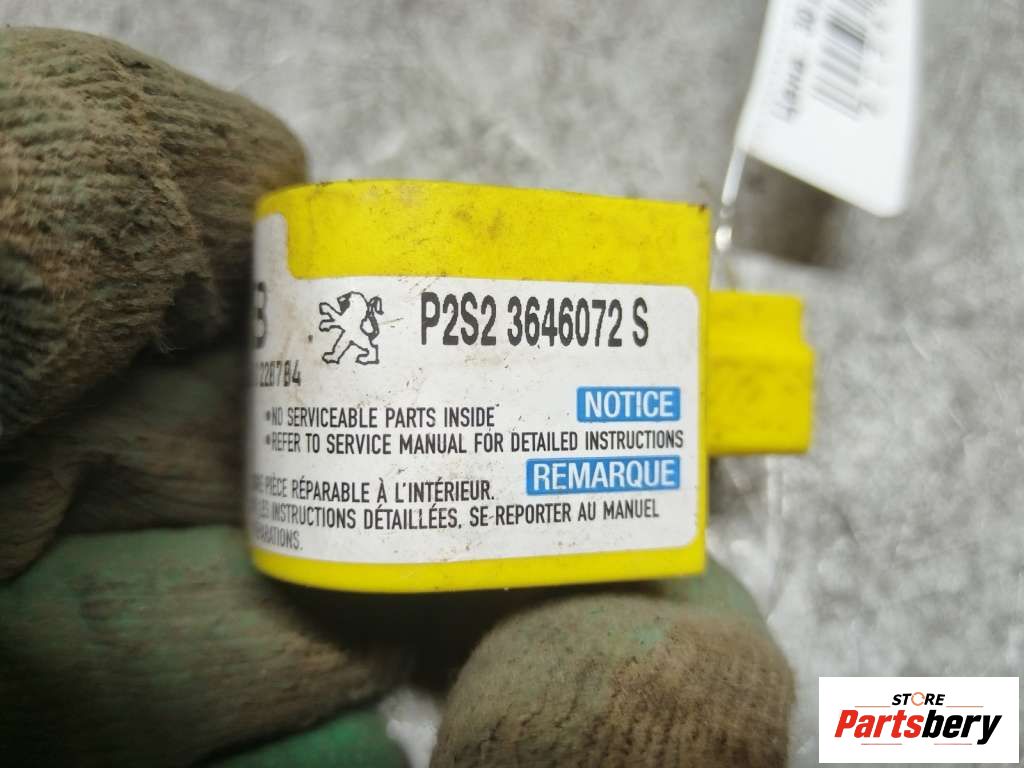 P2S2 3646072 S
NOTICE
•NO SERVICEABLE PARTS INSIDE
•REFER TO SERVICE MANUAL FOR DETAILED INSTRUCTIONS
REMARQUE
PIÈCE RÉPARABLE À L'INTÉRIEUR.
INSTRUCTIONS DÉTAILLÉES, SE REPORTER AU MANUEL
STORE
Partsbery